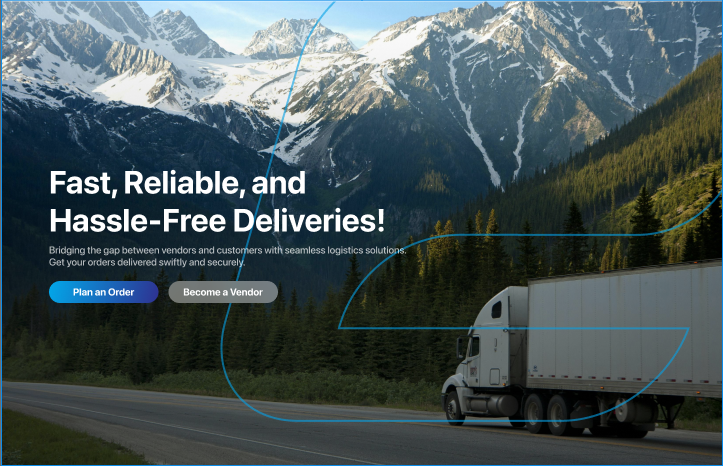 Fast, Reliable, and
Hassle-Free Deliveries!
Bridging the gap between vendors and customers with seamless logistics solutions.
Get your orders delivered swiftly and securely.
Plan an Order
Become a Vendor